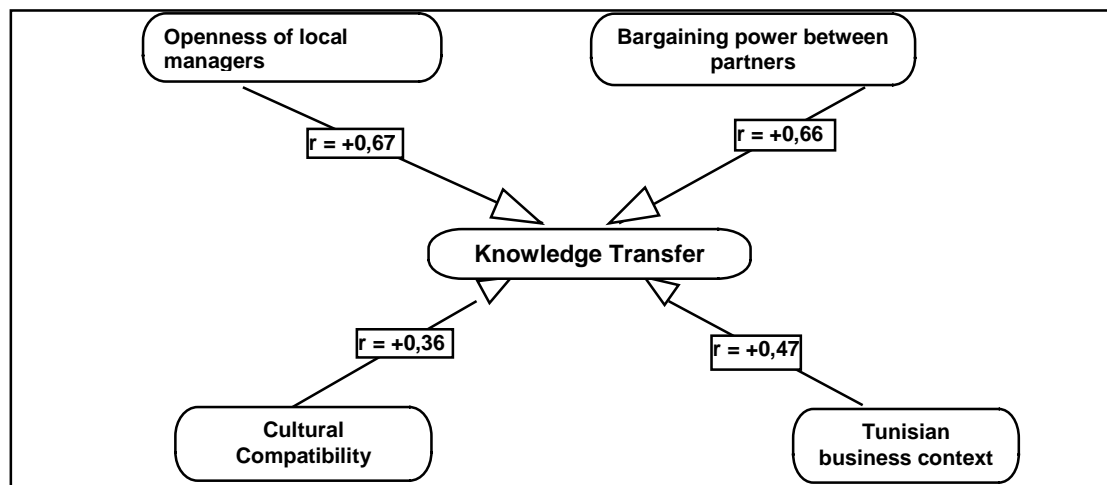 Openness of local
managers
Bargaining power between
partners
r = +0,67
r = +0,66
Knowledge Transfer
r = +0,36
r = +0,47
Cultural
Compatibility
Tunisian
business context